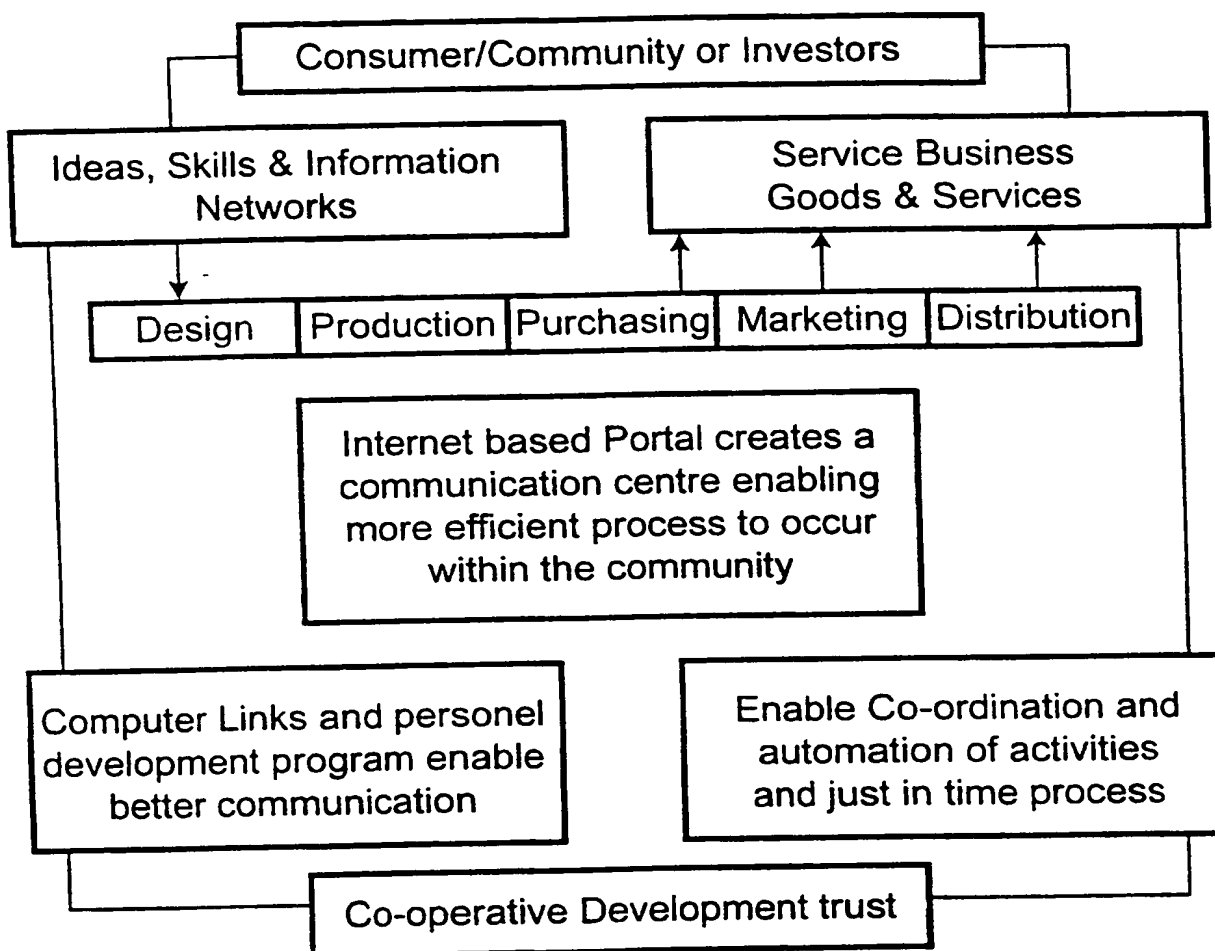 Consumer/Community or Investors
Ideas, Skills & Information
Networks
Service Business
Goods & Services
Design
Production
Purchasing
Marketing
Distribution
Internet based Portal creates a
communication centre enabling
more efficient process to occur
within the community
Computer Links and personel
development program enable
better communication
Enable Co-ordination and
automation of activities
and just in time process
Co-operative Development trust